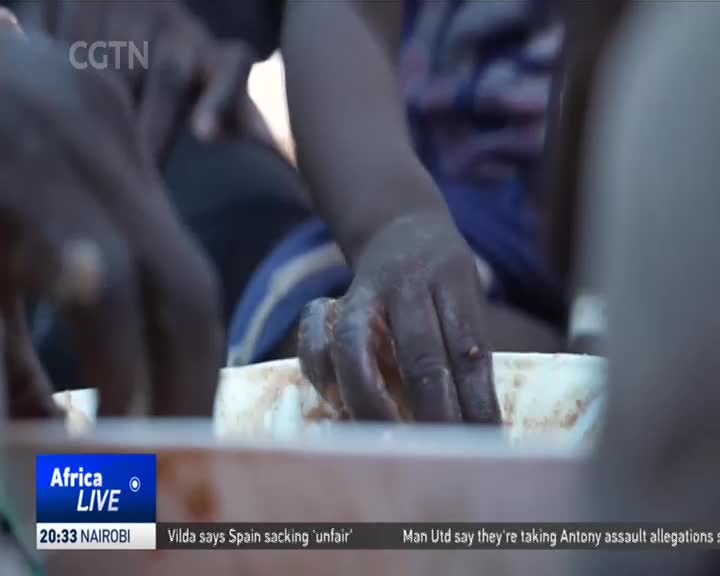 CGTN
Africa
LIVE
20:33 NAIROBI
Vilda says Spain sacking 'unfair' Man Utd say they're taking Antony assault allegations